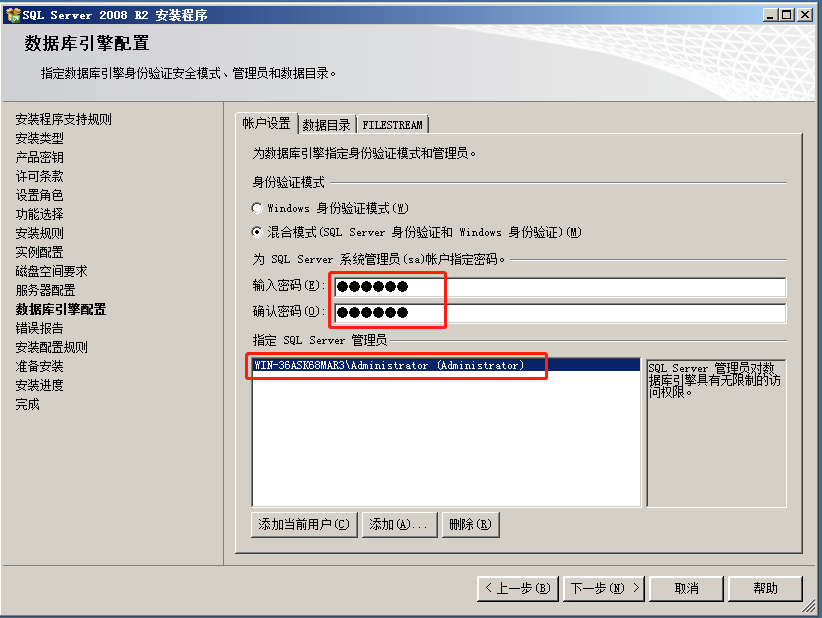 SQL Server 2008 R2 安装程序
数据库引擎配置
指定数据库引擎身份验证安全模式、管理员和数据目录。
安装程序支持规则
安装类型
产品密钥
许可条款
设置角色
功能选择
安装规则
实例配置
磁盘空间要求
服务器配置
数据库引擎配置
错误报告
安装配置规则
准备安装
安装进度
完成
帐户设置 数据目录 FILESTREAM
为数据库引擎指定身份验证模式和管理员。
身份验证模式
Windows 身份验证模式(W)
混合模式(SQL Server 身份验证和 Windows 身份验证)(M)
为 SQL Server 系统管理员(sa)帐户指定密码。
输入密码(E): ●●●●●●
确认密码(O): ●●●●●●
指定 SQL Server 管理员
WIN-36ASK68MAR3\Administrator (Administrator)
SQL Server 管理员对数
据库引擎具有无限制的访
问权限。
添加当前用户(C) 添加(A)... 删除(R)
< 上一步(B) 下一步(N) > 取消 帮助